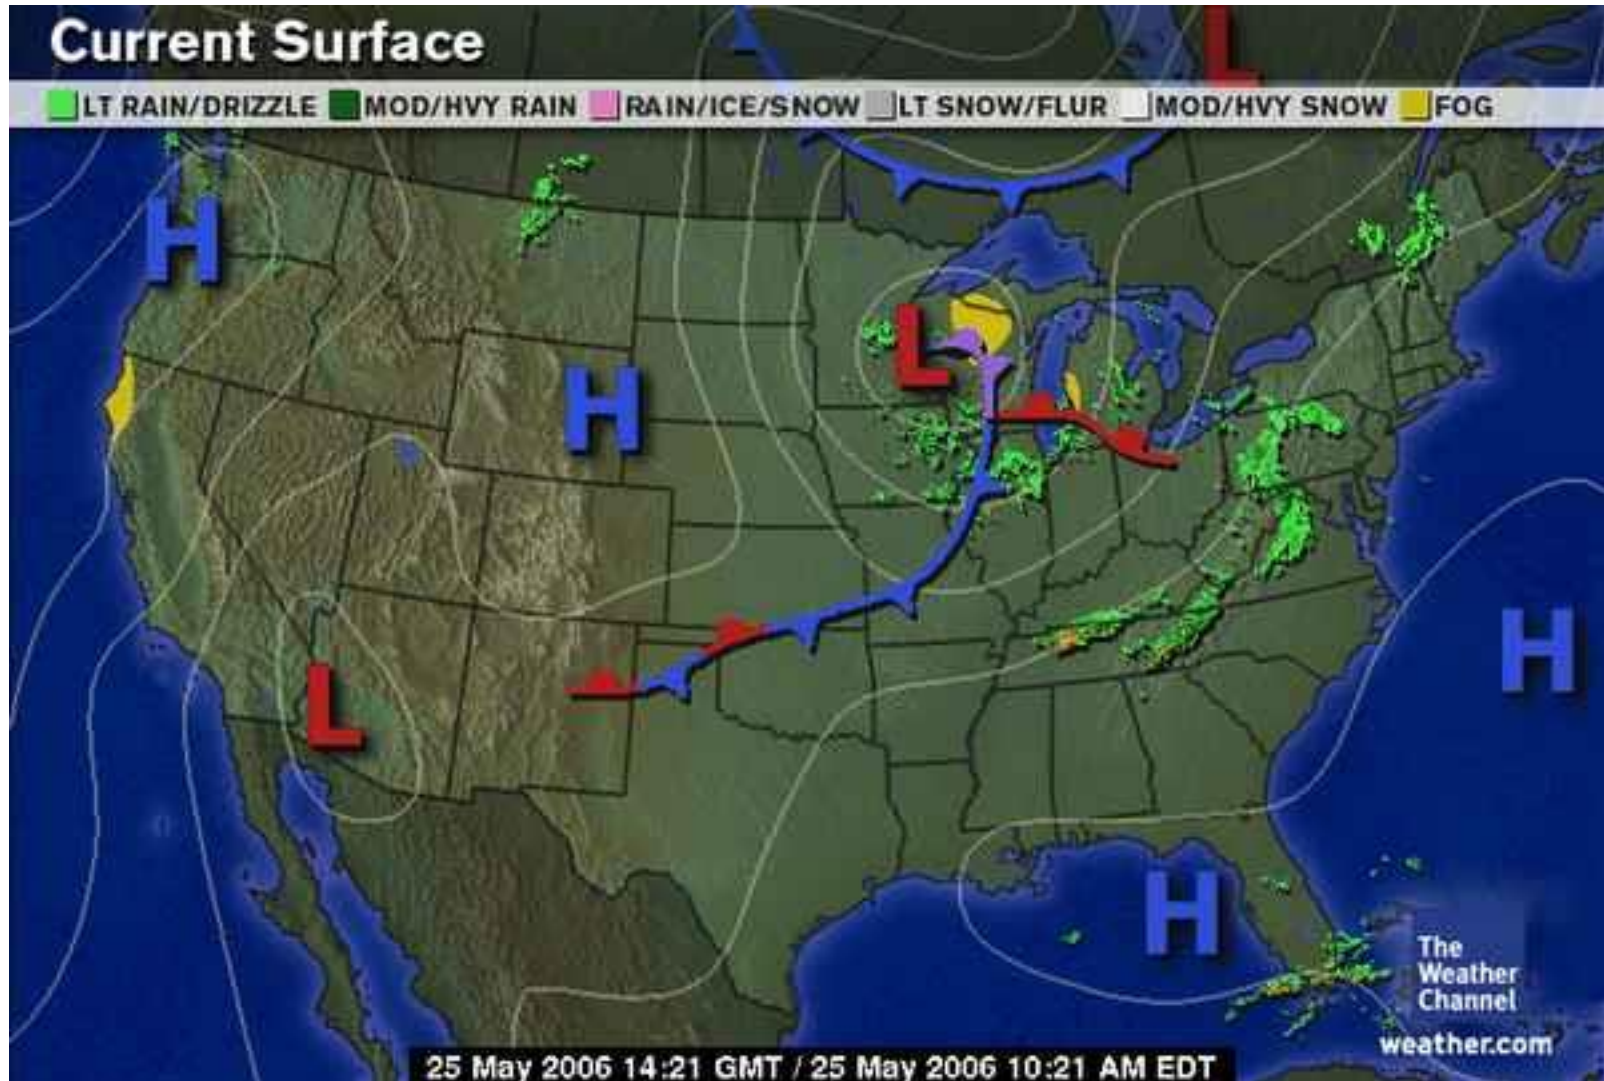 Current Surface
LT RAIN/DRIZZLE MOD/HVY RAIN RAIN/ICE/SNOW LT SNOW/FLUR MOD/HVY SNOW FOG
L
H
L
H
H
L
H
The
Weather
Channel
weather.com
25 May 2006 14:21 GMT / 25 May 2006 10:21 AM EDT